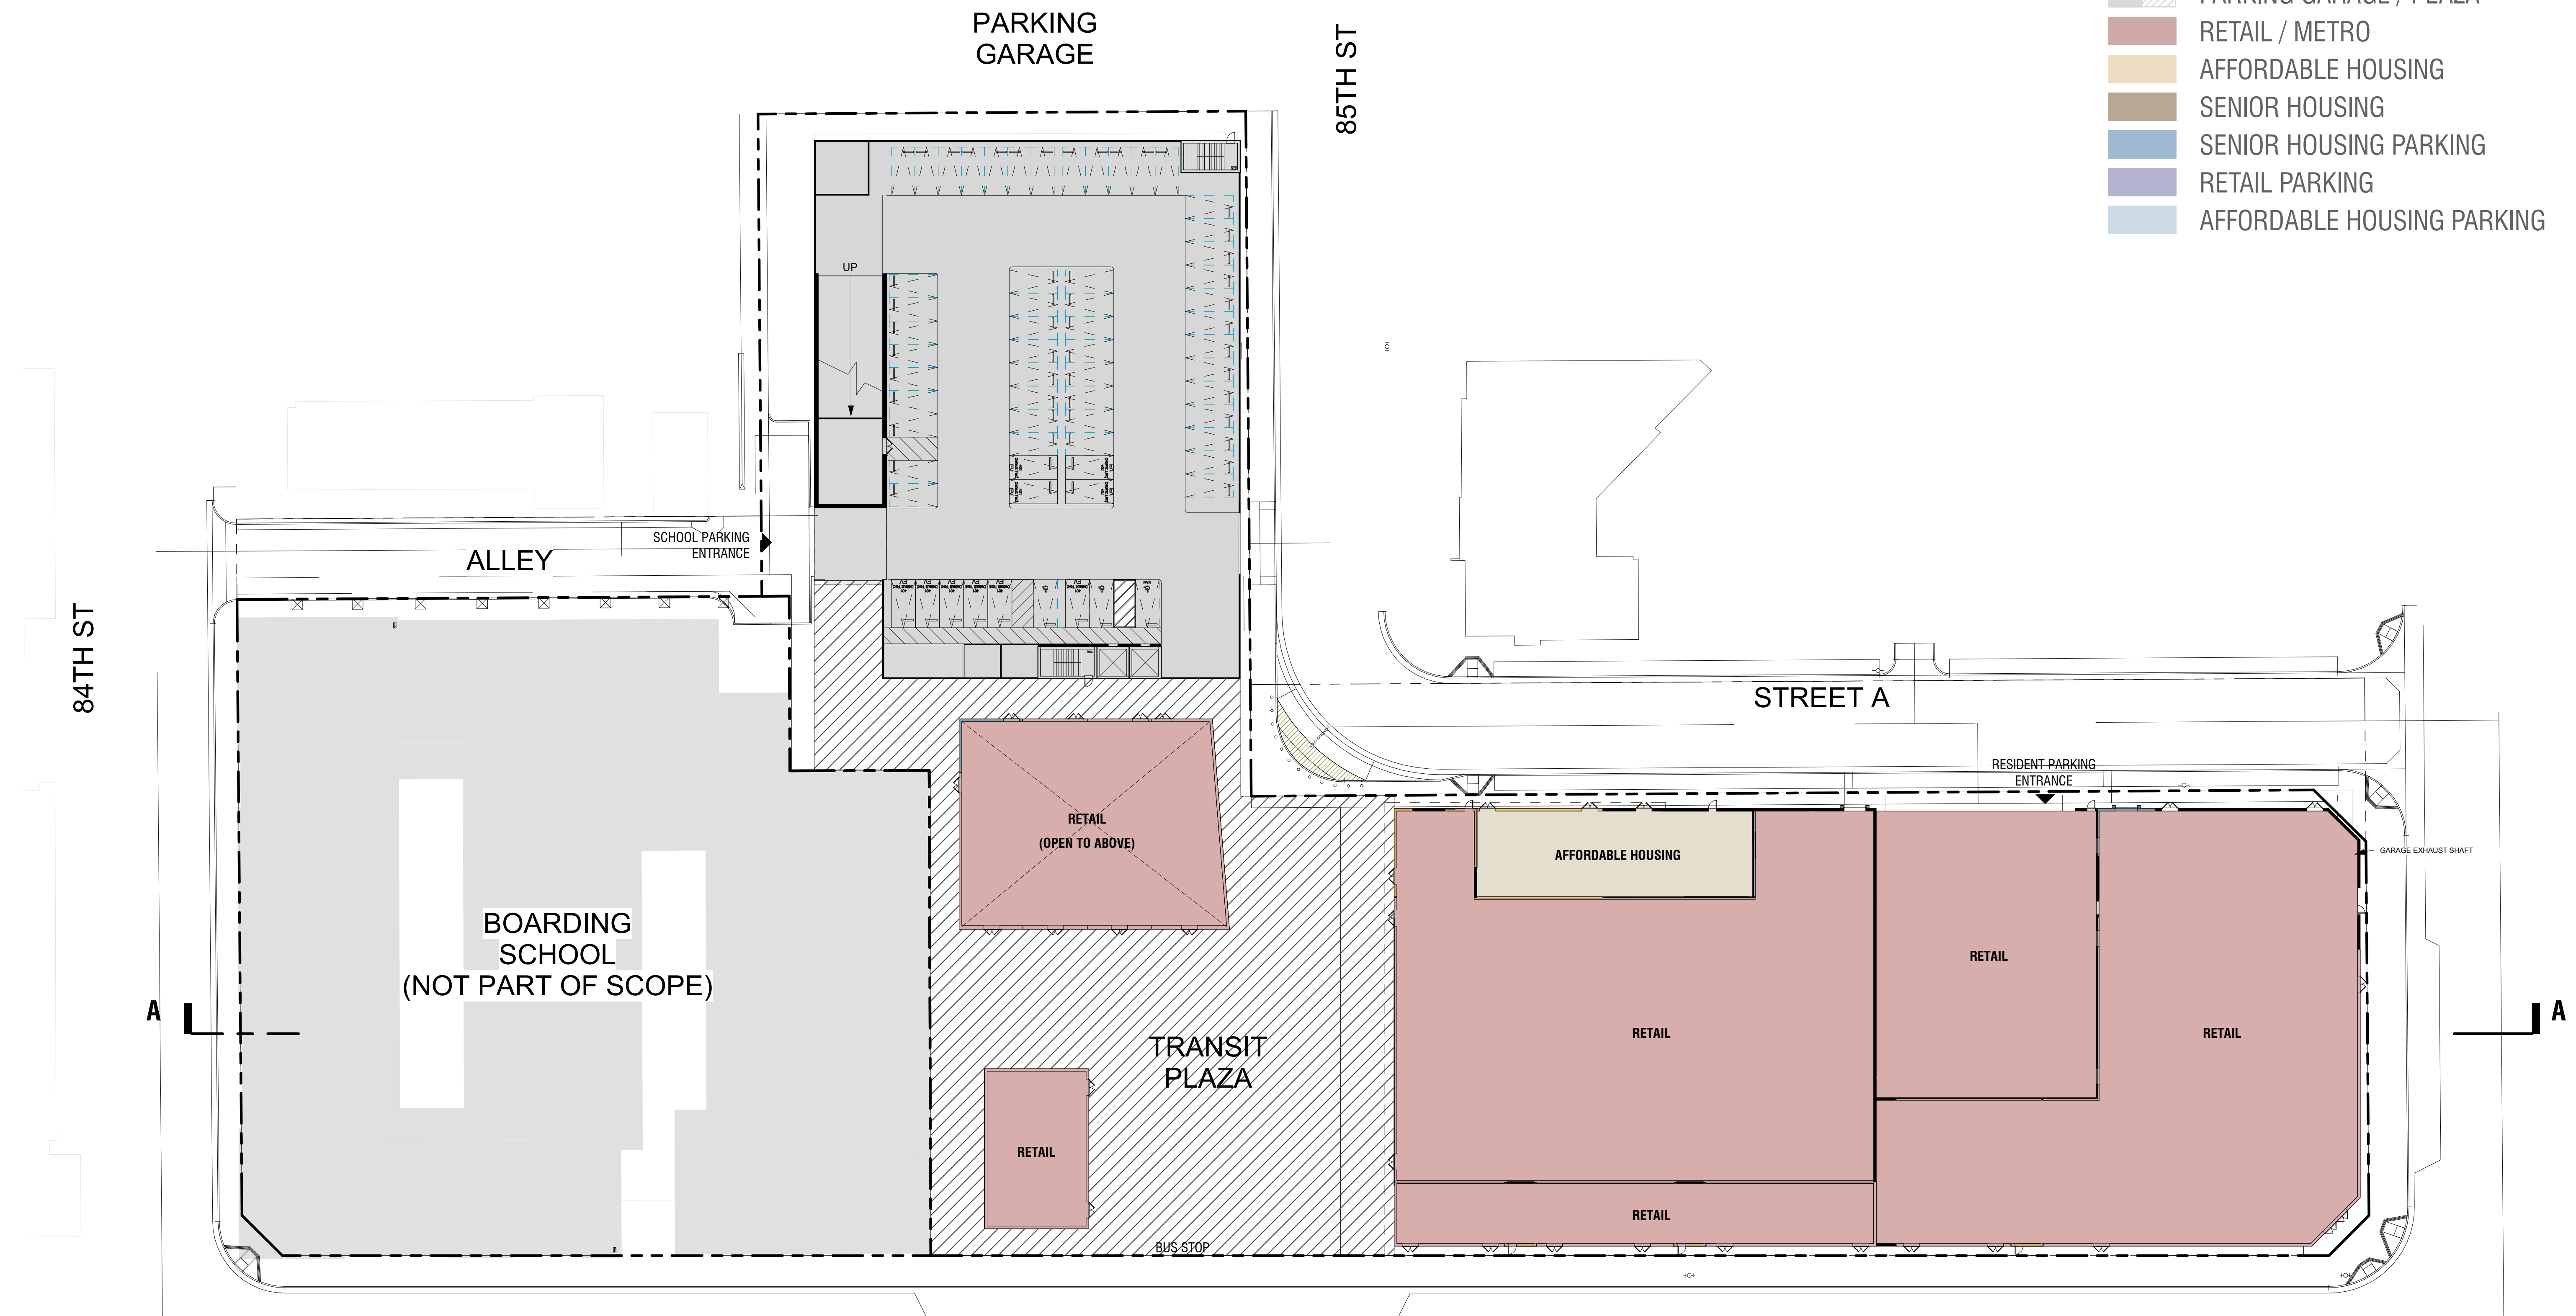 PARKING GARAGE / PLAZA
RETAIL / METRO
AFFORDABLE HOUSING
SENIOR HOUSING
SENIOR HOUSING PARKING
RETAIL PARKING
AFFORDABLE HOUSING PARKING
PARKING
GARAGE
85TH ST
UP
SCHOOL PARKING
ENTRANCE
ALLEY
84TH ST
STREET A
RESIDENT PARKING
ENTRANCE
RETAIL
(OPEN TO ABOVE)
AFFORDABLE HOUSING
GARAGE EXHAUST SHAFT
BOARDING
SCHOOL
(NOT PART OF SCOPE)
RETAIL
A
A
RETAIL
RETAIL
TRANSIT
PLAZA
RETAIL
RETAIL
BUS STOP